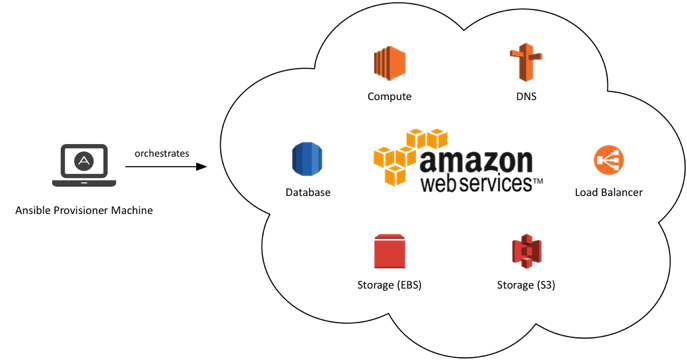 Compute
DNS
orchestrates
amazon
web services™
Database
Load Balancer
Ansible Provisioner Machine
Storage (EBS)
Storage (S3)